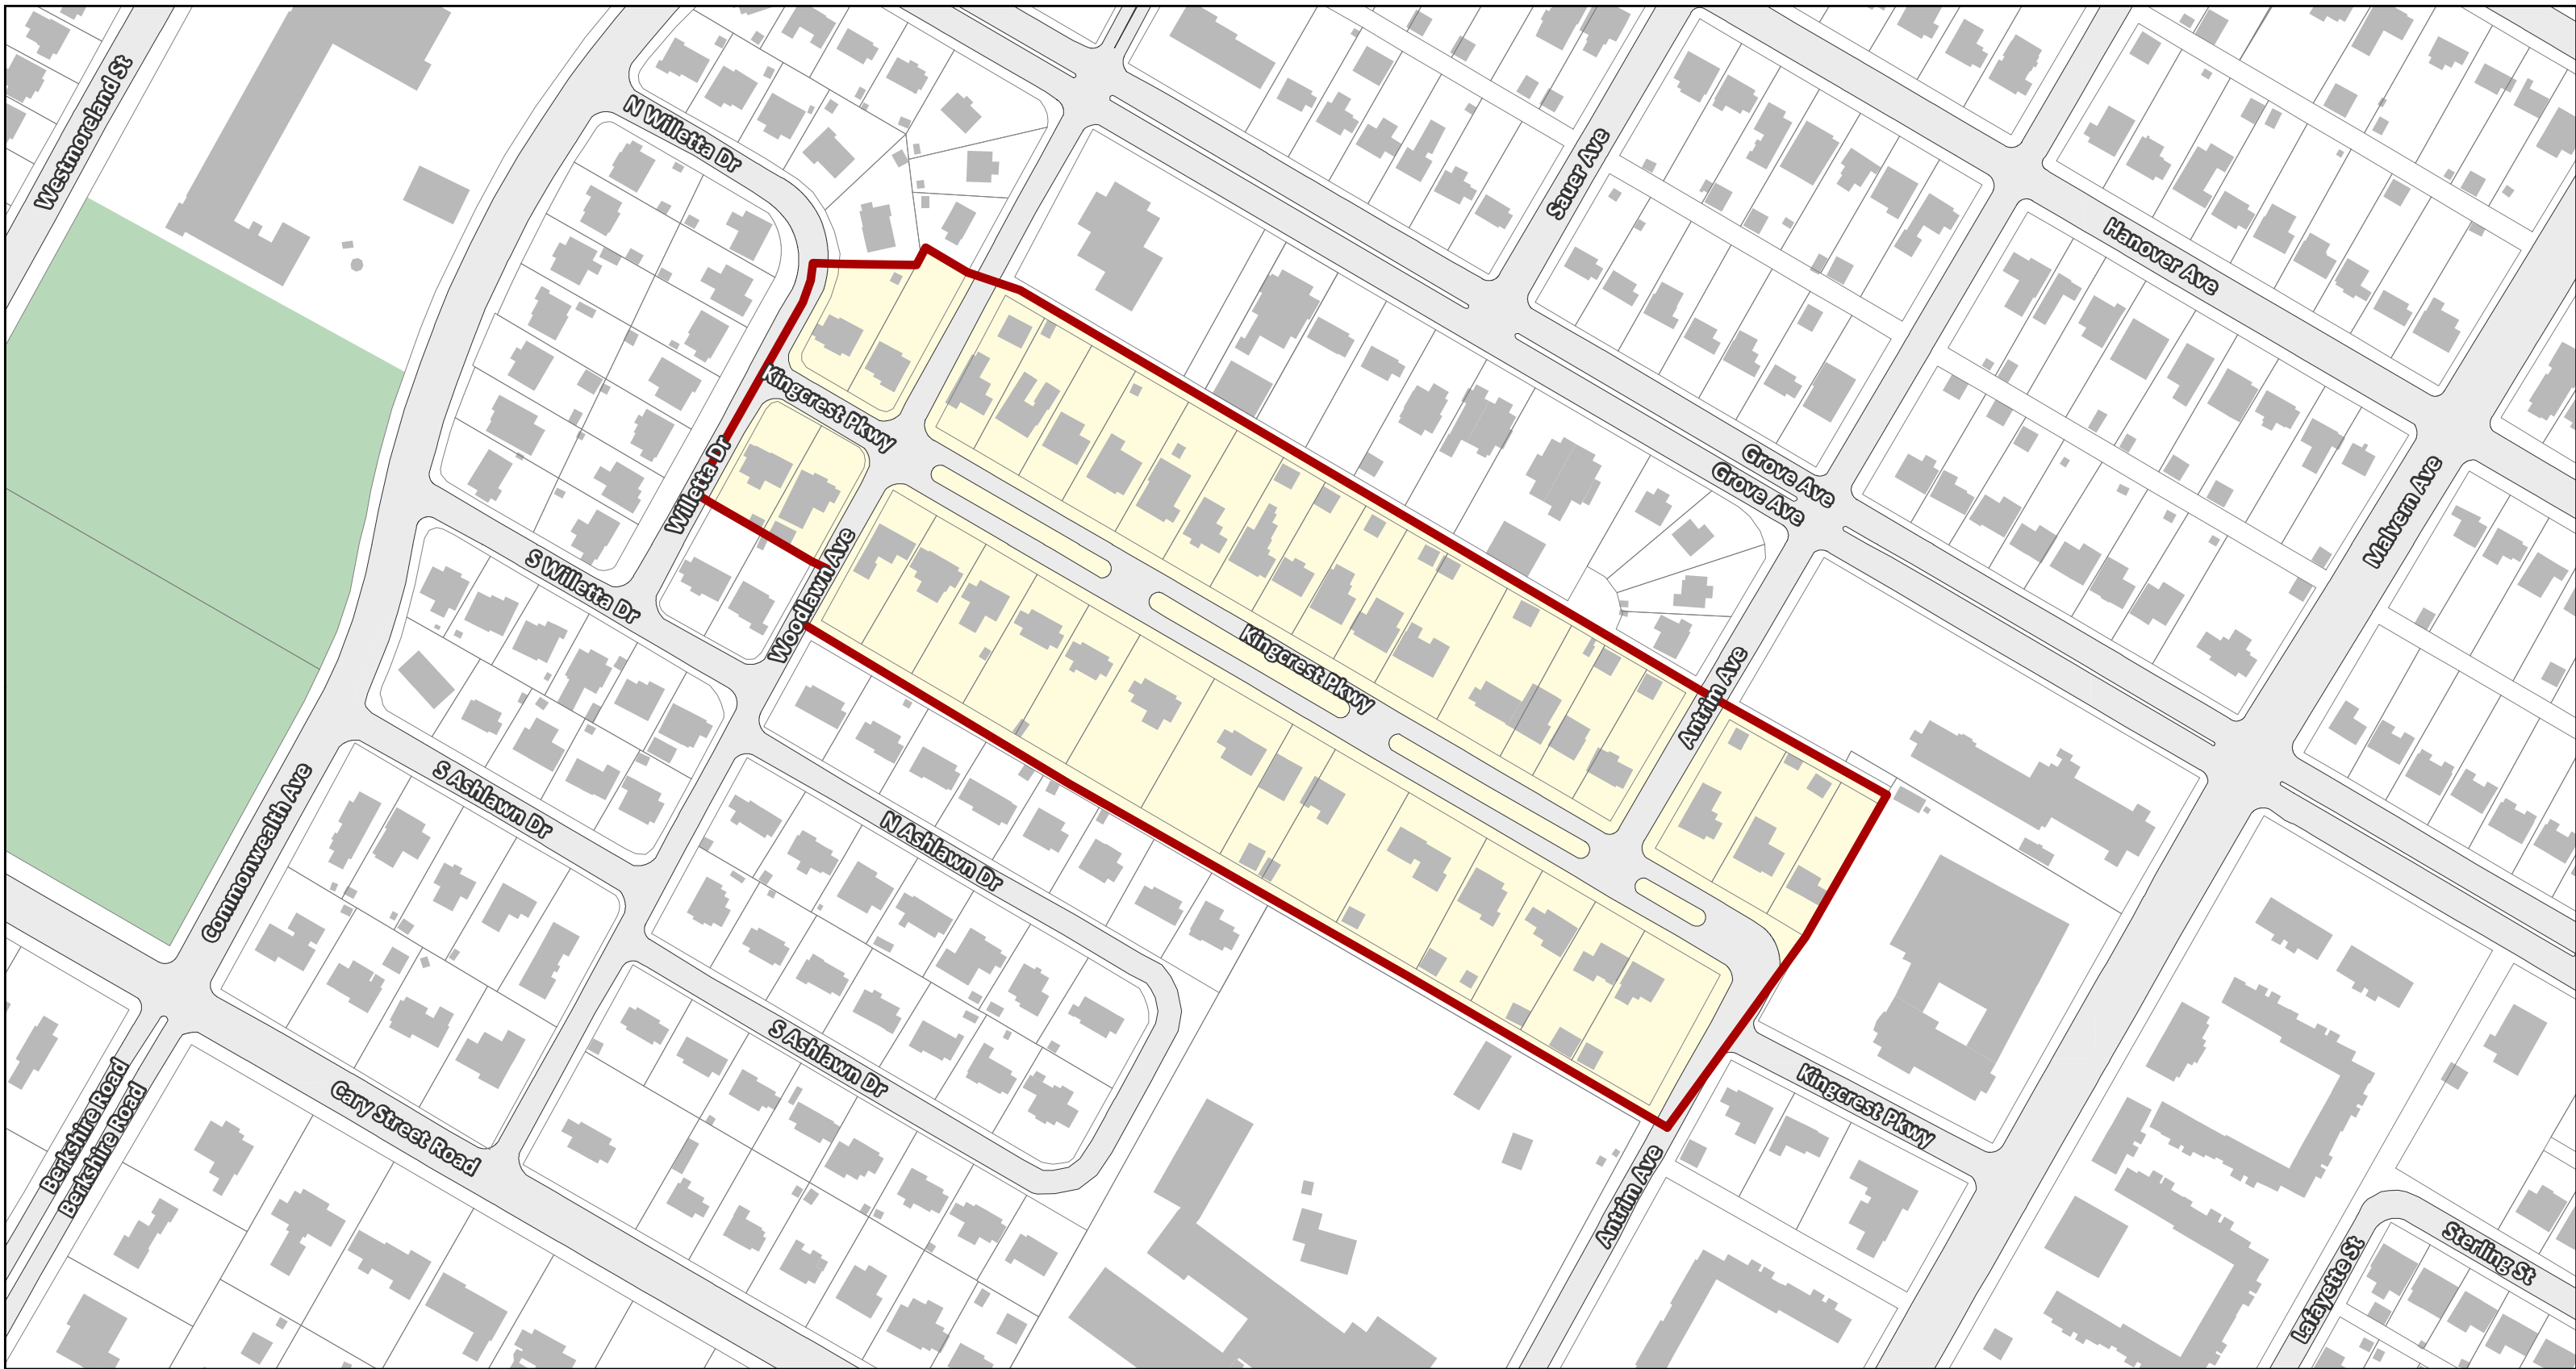 Westmoreland St
N Willetta Dr
Sauer Ave
Hanover Ave
Kingcrest Pkwy
Grove Ave
Grove Ave
Malvern Ave
Willetta Dr
S Willetta Dr
Woodlawn Ave
Kingcrest Pkwy
Antrim Ave
S Ashlawn Dr
N Ashlawn Dr
Commonwealth Ave
S Ashlawn Dr
Kingcrest Pkwy
Berkshire Road
Berkshire Road
Cary Street Road
Antrim Ave
Lafayette St
Sterling St